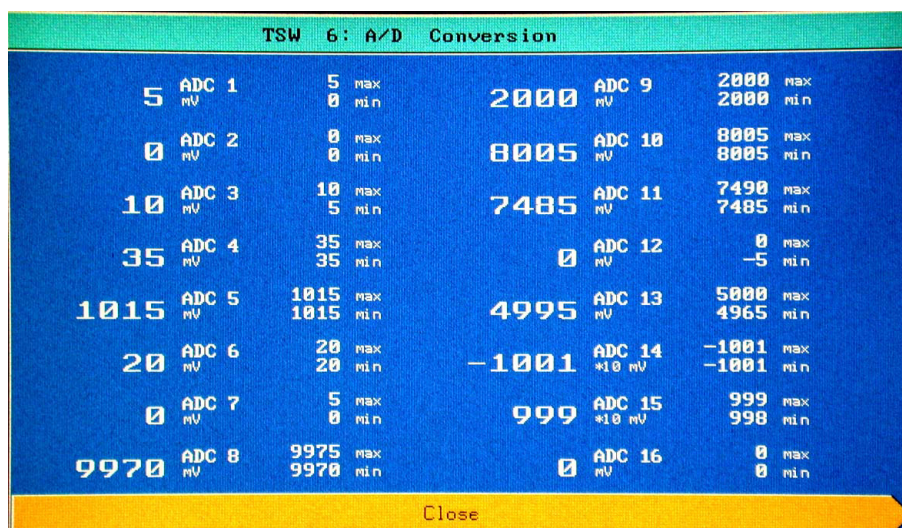 TSW 6: A/D Conversion
5 ADC 1 mV 5 max 0 min
0 ADC 2 mV 0 max 0 min
10 ADC 3 mV 10 max 5 min
35 ADC 4 mV 35 max 35 min
1015 ADC 5 mV 1015 max 1015 min
20 ADC 6 mV 20 max 20 min
0 ADC 7 mV 5 max 0 min
9970 ADC 8 mV 9975 max 9970 min
2000 ADC 9 mV 2000 max 2000 min
8005 ADC 10 mV 8005 max 8005 min
7485 ADC 11 mV 7490 max 7485 min
0 ADC 12 mV 0 max -5 min
4995 ADC 13 mV 5000 max 4965 min
-1001 ADC 14 *10 mV -1001 max -1001 min
999 ADC 15 *10 mV 999 max 998 min
0 ADC 16 mV 0 max 0 min
Close